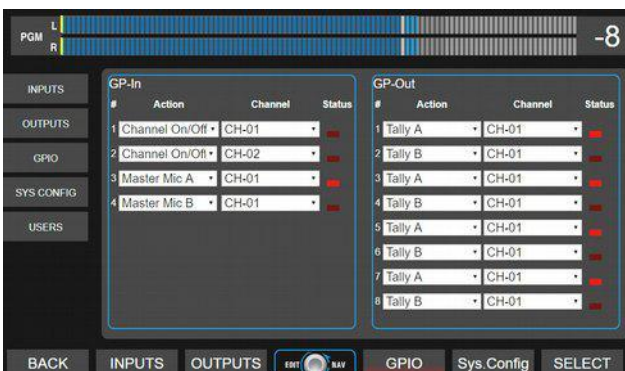 L
PGM
R
-8
INPUTS
OUTPUTS
GPIO
SYS CONFIG
USERS
GP-In
# Action Channel Status
1 Channel On/Off CH-01
2 Channel On/Off CH-02
3 Master Mic A CH-01
4 Master Mic B CH-01
GP-Out
# Action Channel Status
1 Tally A CH-01
2 Tally B CH-01
3 Tally A CH-01
4 Tally B CH-01
5 Tally A CH-01
6 Tally B CH-01
7 Tally A CH-01
8 Tally B CH-01
BACK INPUTS OUTPUTS EDIT NAV GPIO Sys.Config SELECT